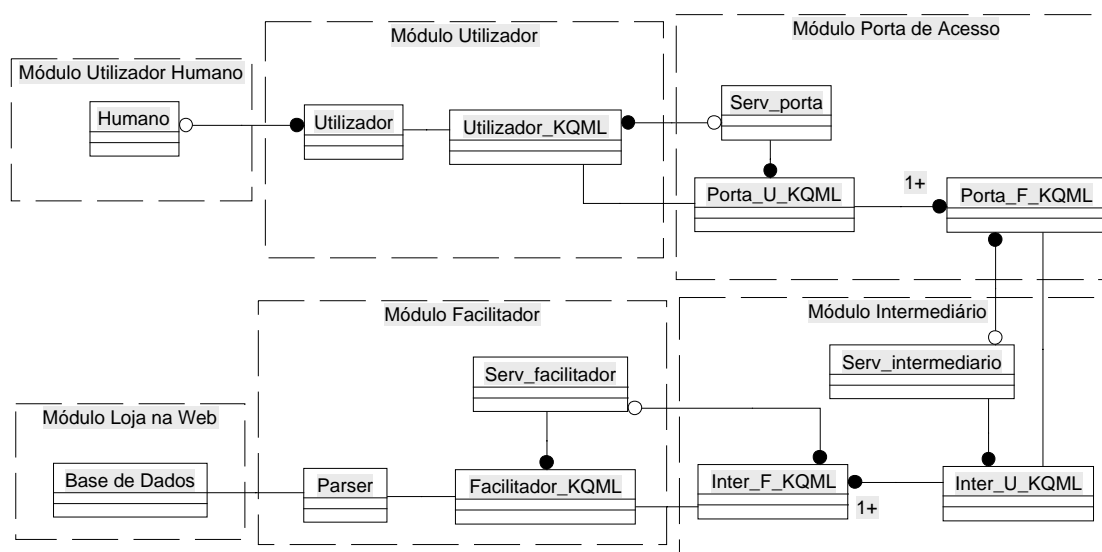 Módulo Utilizador
Módulo Porta de Acesso
Módulo Utilizador Humano
Humano
Utilizador
Utilizador_KQML
Serv_porta
Porta_U_KQML
1+
Porta_F_KQML
Módulo Facilitador
Módulo Intermediário
Serv_facilitador
Serv_intermediario
Módulo Loja na Web
Base de Dados
Parser
Facilitador_KQML
Inter_F_KQML
1+
Inter_U_KQML